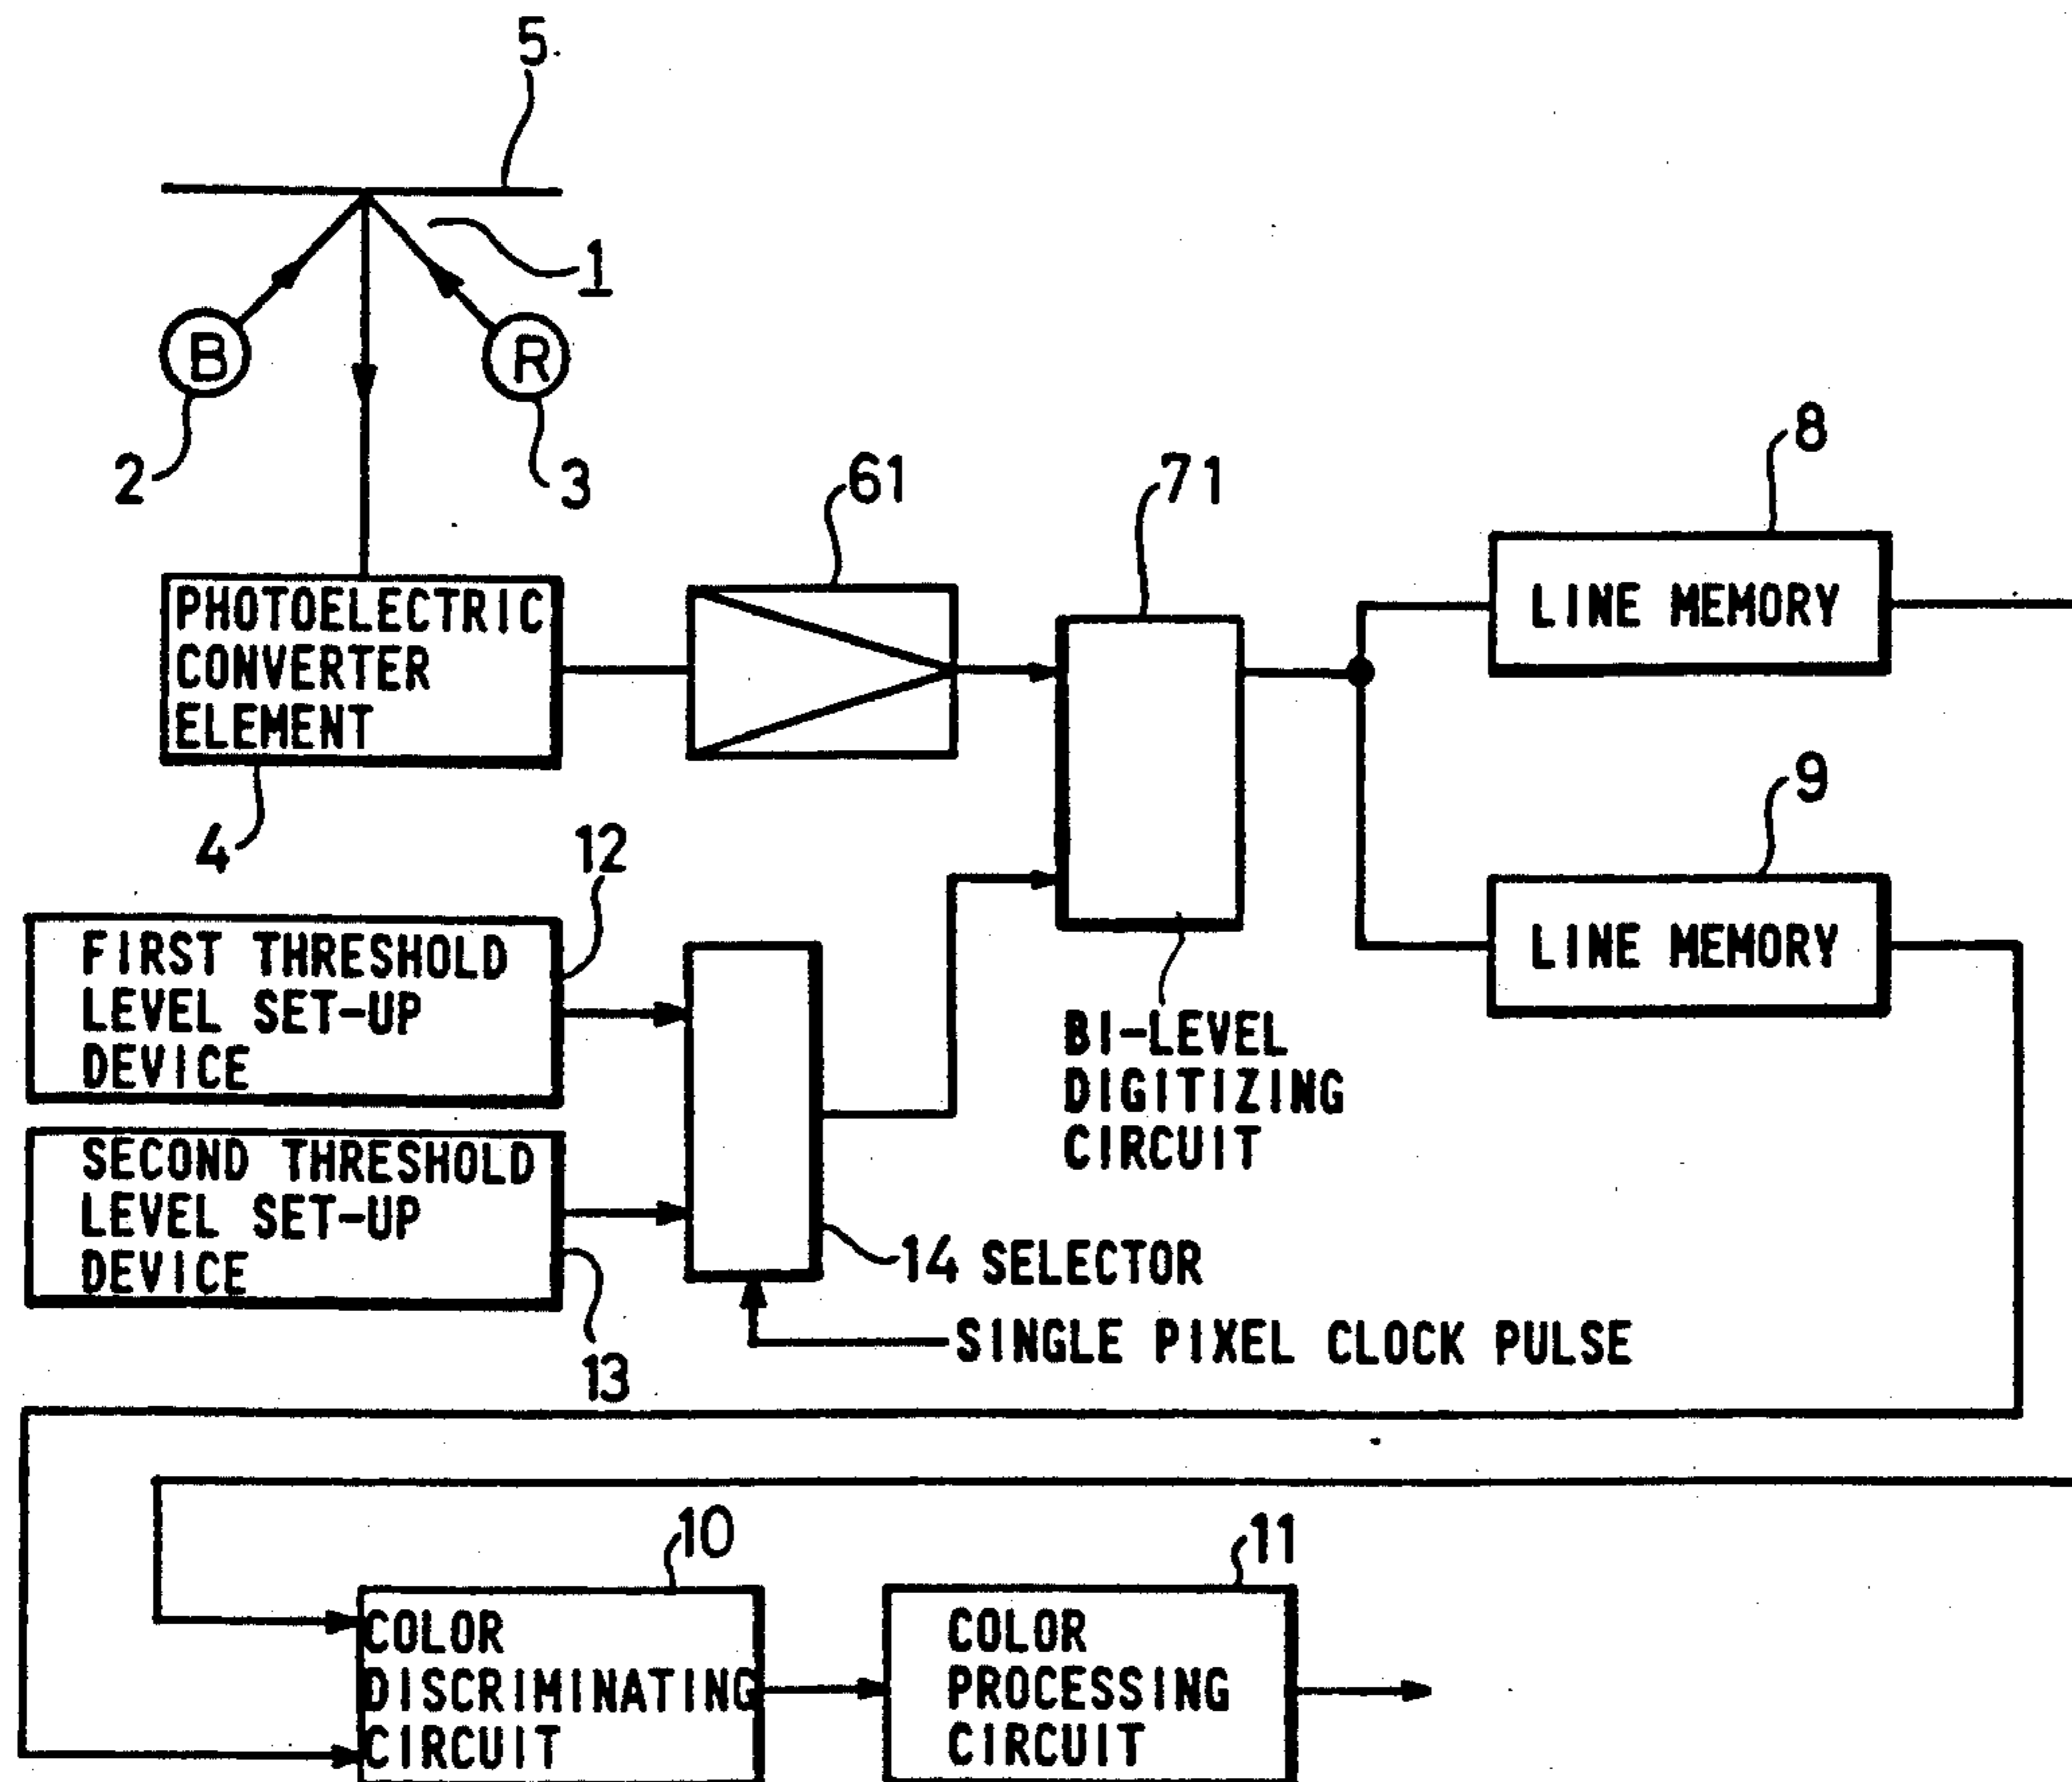 5
1
B
R
2
3
61
71
8
LINE MEMORY
PHOTOELECTRIC
CONVERTER
ELEMENT
4
9
LINE MEMORY
12
FIRST THRESHOLD
LEVEL SET-UP
DEVICE
BI-LEVEL
DIGITIZING
CIRCUIT
SECOND THRESHOLD
LEVEL SET-UP
DEVICE
14 SELECTOR
13
SINGLE PIXEL CLOCK PULSE
10
11
COLOR
DISCRIMINATING
CIRCUIT
COLOR
PROCESSING
CIRCUIT